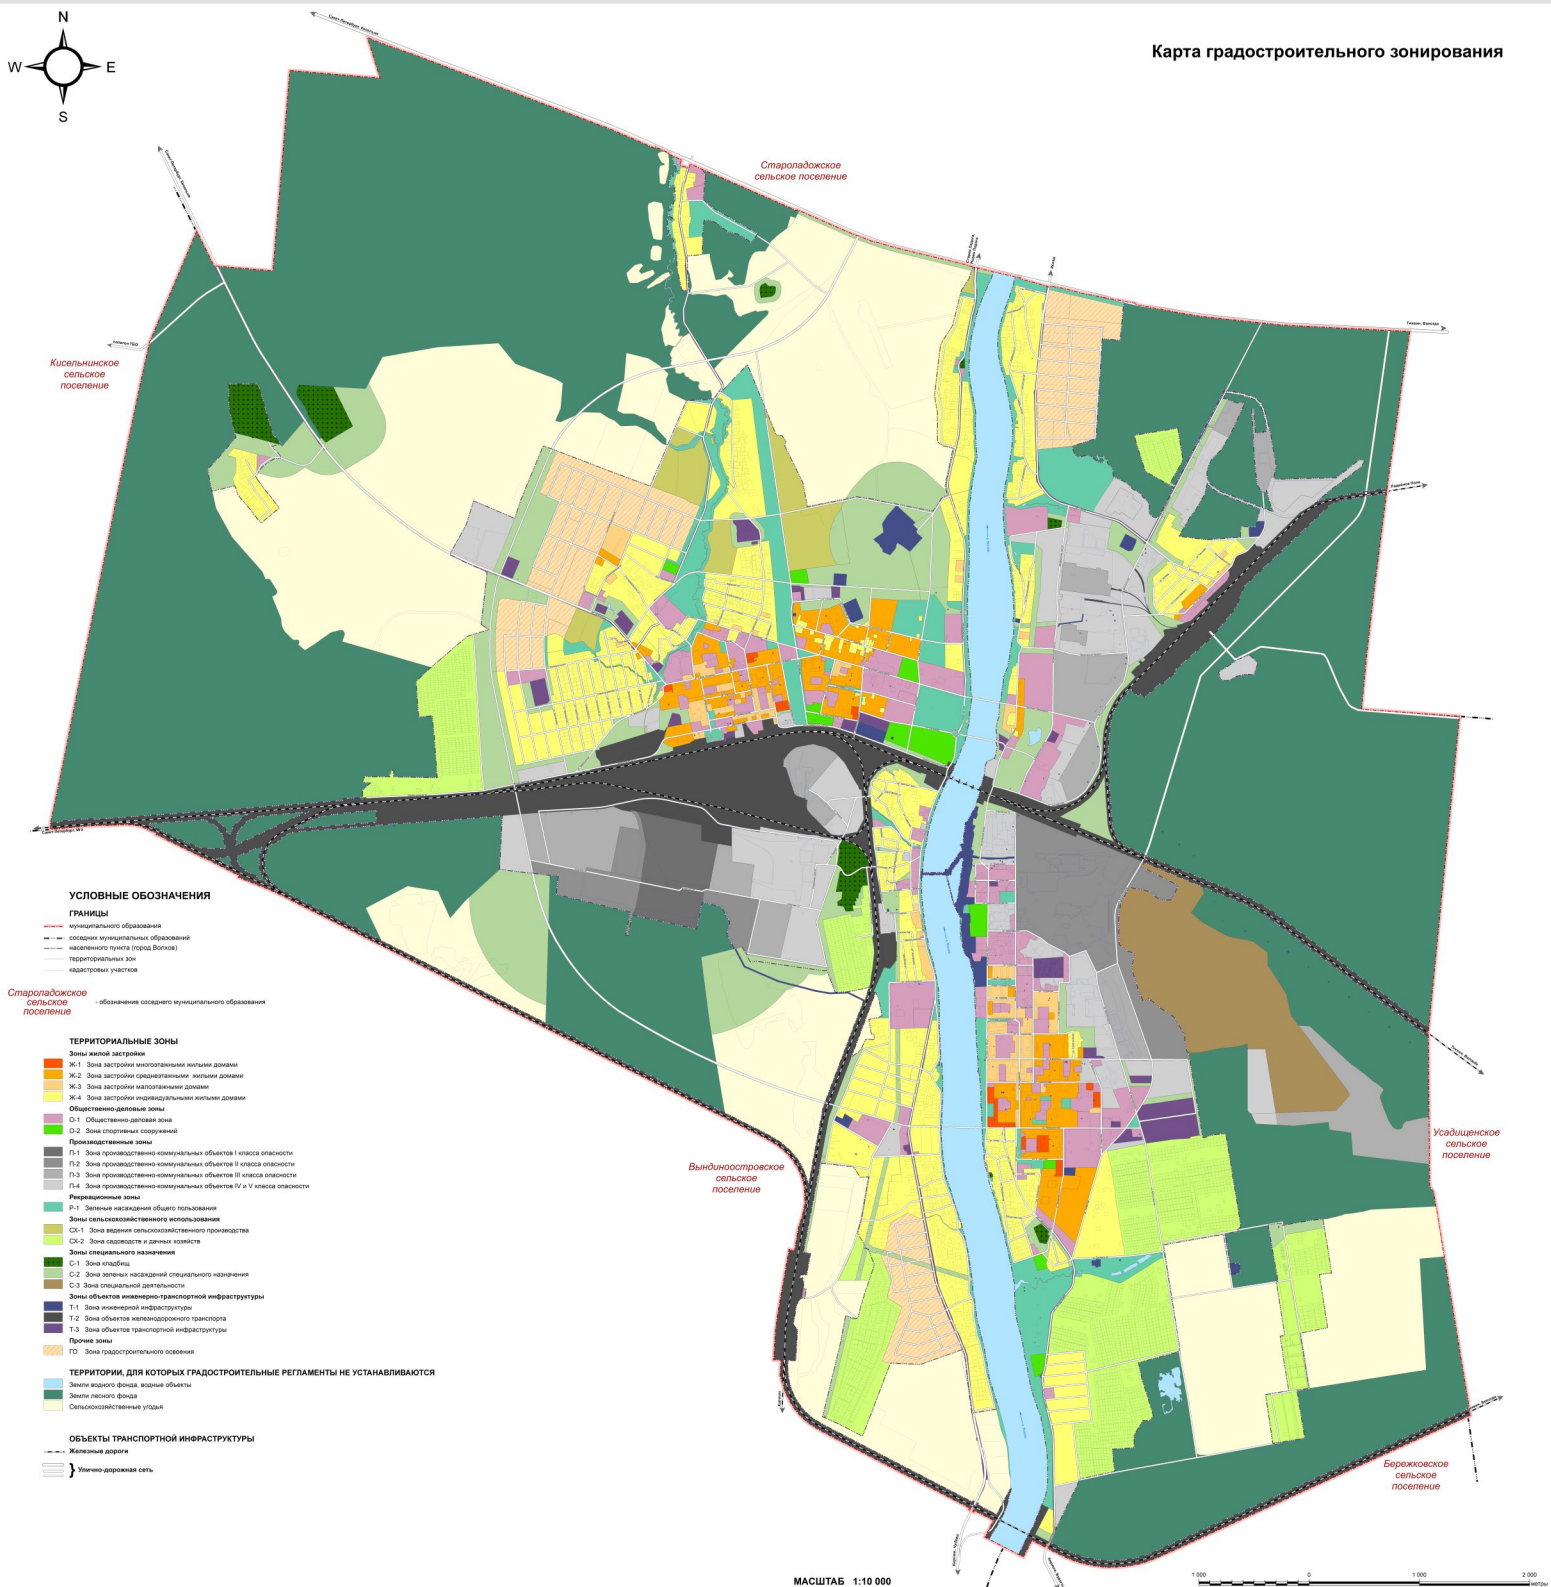 N
W
E
S
Карта градостроительного зонирования
Санкт-Петербург, Кисельня
Староладожское
сельское поселение
Кисельнинское
сельское
поселение
полигон ТБО
Тихвин, Вологда
УСЛОВНЫЕ ОБОЗНАЧЕНИЯ
ГРАНИЦЫ
муниципального образования
соседних муниципальных образований
населенного пункта (город Волхов)
территориальных зон
кадастровых участков
Староладожское
сельское
поселение
- обозначение соседнего муниципального образования
ТЕРРИТОРИАЛЬНЫЕ ЗОНЫ
Зоны жилой застройки
Ж-1 Зона застройки многоэтажными жилыми домами
Ж-2 Зона застройки среднеэтажными жилыми домами
Ж-3 Зона застройки малоэтажными домами
Ж-4 Зона застройки индивидуальными жилыми домами
Общественно-деловые зоны
О-1 Общественно-деловая зона
О-2 Зона спортивных сооружений
Производственные зоны
П-1 Зона производственно-коммунальных объектов I класса опасности
П-2 Зона производственно-коммунальных объектов II класса опасности
П-3 Зона производственно-коммунальных объектов III класса опасности
П-4 Зона производственно-коммунальных объектов IV и V класса опасности
Рекреационные зоны
Р-1 Зеленые насаждения общего пользования
Зоны сельскохозяйственного использования
СХ-1 Зона ведения сельскохозяйственного производства
СХ-2 Зона садоводств и дачных хозяйств
Зоны специального назначения
С-1 Зона кладбищ
С-2 Зона зеленых насаждений специального назначения
С-3 Зона специальной деятельности
Зоны объектов инженерно-транспортной инфраструктуры
Т-1 Зона инженерной инфраструктуры
Т-2 Зона объектов железнодорожного транспорта
Т-3 Зона объектов транспортной инфраструктуры
Прочие зоны
ГО Зона градостроительного освоения
ТЕРРИТОРИИ, ДЛЯ КОТОРЫХ ГРАДОСТРОИТЕЛЬНЫЕ РЕГЛАМЕНТЫ НЕ УСТАНАВЛИВАЮТСЯ
Земли водного фонда, водные объекты
Земли лесного фонда
Сельскохозяйственные угодья
ОБЪЕКТЫ ТРАНСПОРТНОЙ ИНФРАСТРУКТУРЫ
Железные дороги
} Улично-дорожная сеть
Вындиноостровское
сельское
поселение
Усадищенское
сельское
поселение
Бережковское
сельское
поселение
МАСШТАБ 1:10 000
1 000
0
1 000
2 000
метры